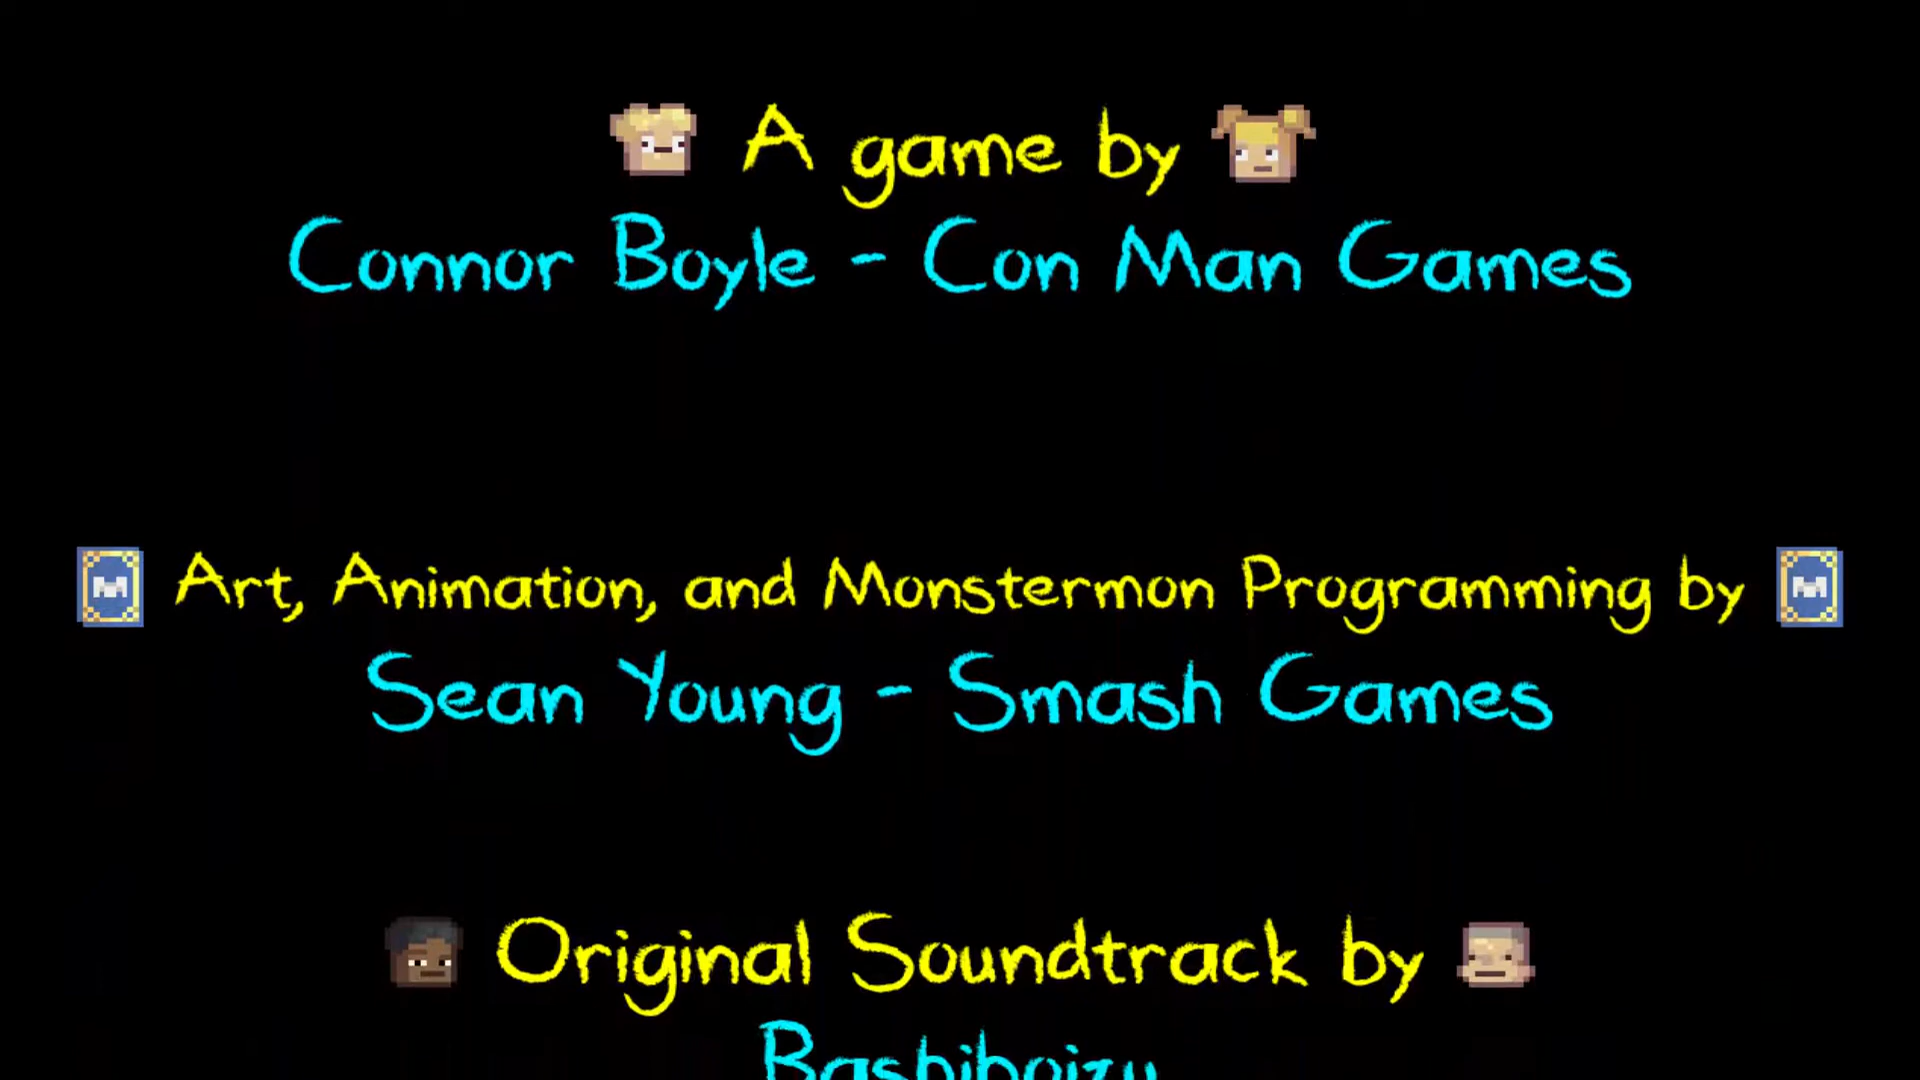 A game by
Connor Boyle - Con Man Games
Art, Animation, and Monstermon Programming by
Sean Young - Smash Games
Original Soundtrack by
Bashiboizu